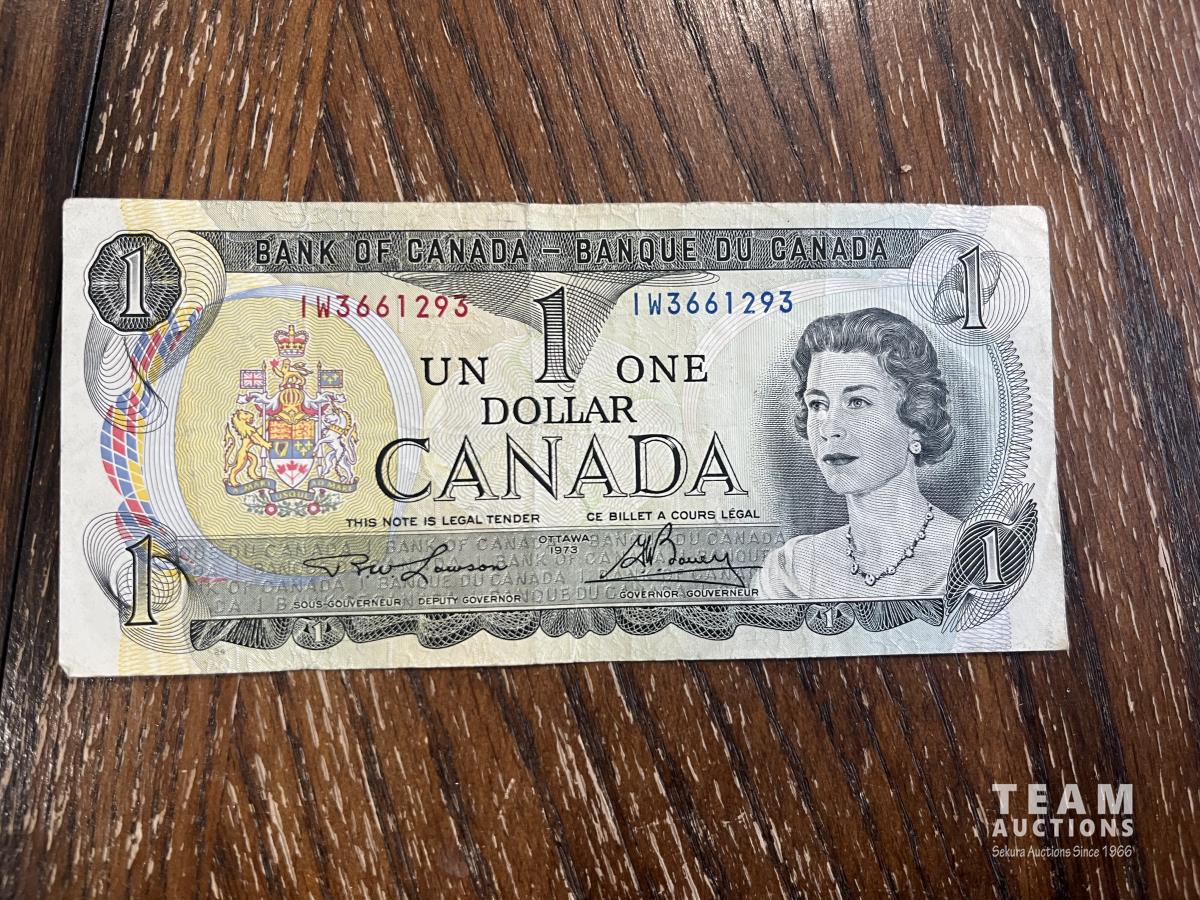 BANK OF CANADA – BANQUE DU CANADA
1
1
IW3661293
IW3661293
1
UN
ONE
DOLLAR
CANADA
THIS NOTE IS LEGAL TENDER
CE BILLET A COURS LÉGAL
OTTAWA
1973
SOUS-GOUVERNEUR DEPUTY GOVERNOR
GOVERNOR-GOUVERNEUR
1
1
1
1
TEAM
AUCTIONS
Sekura Auctions Since 1966